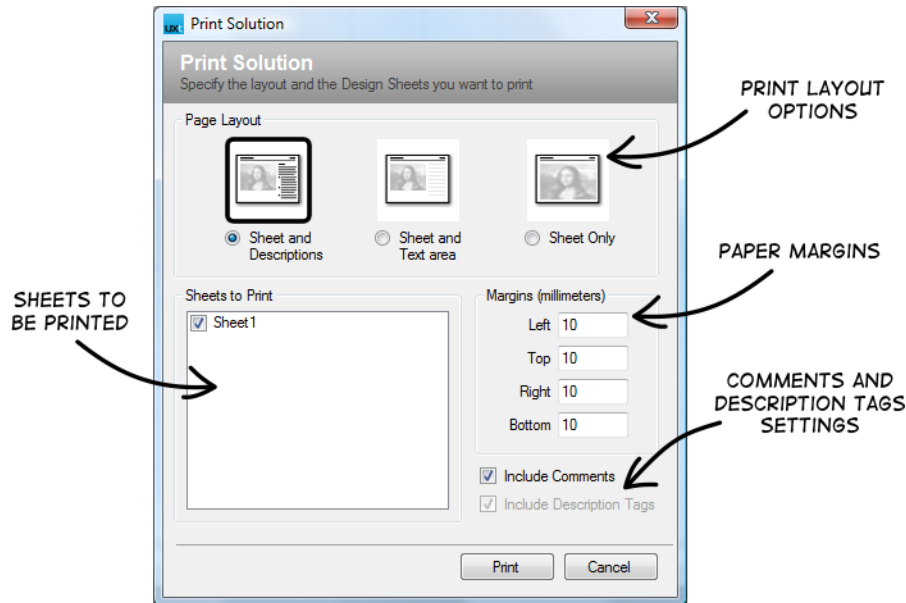 ux
Print Solution
Print Solution
Specify the layout and the Design Sheets you want to print
PRINT LAYOUT
OPTIONS
Page Layout
Sheet and
Descriptions
Sheet and
Text area
Sheet Only
PAPER MARGINS
SHEETS TO
BE PRINTED
Sheets to Print
Sheet1
Margins (millimeters)
Left 10
Top 10
Right 10
Bottom 10
COMMENTS AND
DESCRIPTION TAGS
SETTINGS
Include Comments
Include Description Tags
Print
Cancel